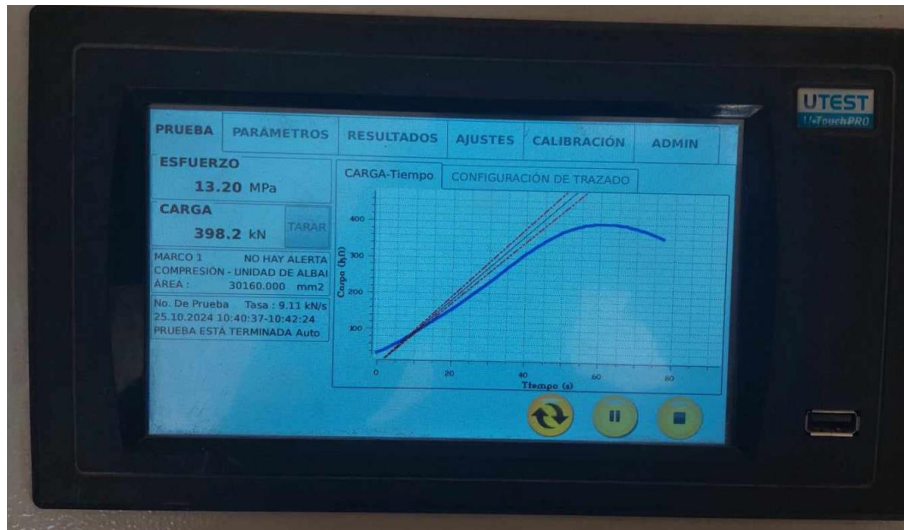 UTEST
U-TouchPRO
PRUEBA PARÁMETROS RESULTADOS AJUSTES CALIBRACIÓN ADMIN
ESFUERZO
13.20 MPa
CARGA
398.2 kN TARAR
MARCO 1 NO HAY ALERTA
COMPRESIÓN - UNIDAD DE ALBAI
ÁREA : 30160.000 mm2
No. De Prueba Tasa : 9.11 kN/s
25.10.2024 10:40:37-10:42:24
PRUEBA ESTÁ TERMINADA Auto
CARGA-Tiempo CONFIGURACIÓN DE TRAZADO
400
300
200
100
0 20 40 60 80
Tiempo (s)